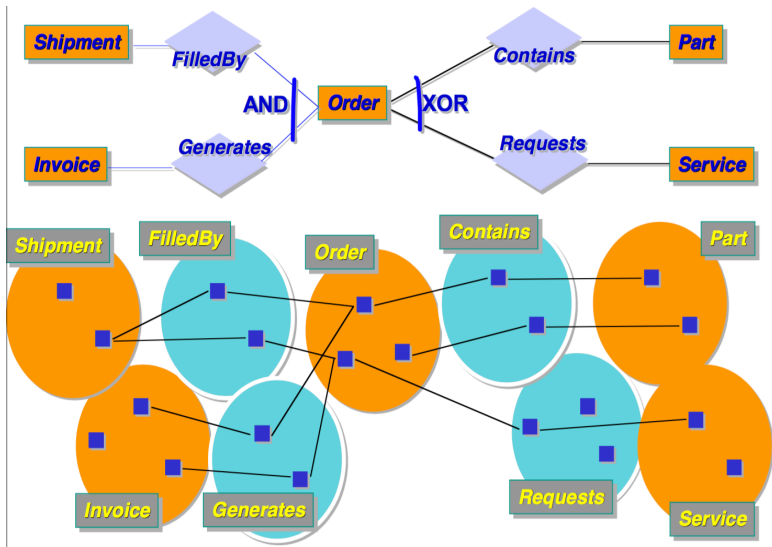 Shipment
FilledBy
Contains
Part
AND
Order
XOR
Invoice
Generates
Requests
Service
Shipment
FilledBy
Order
Contains
Part
Invoice
Generates
Requests
Service